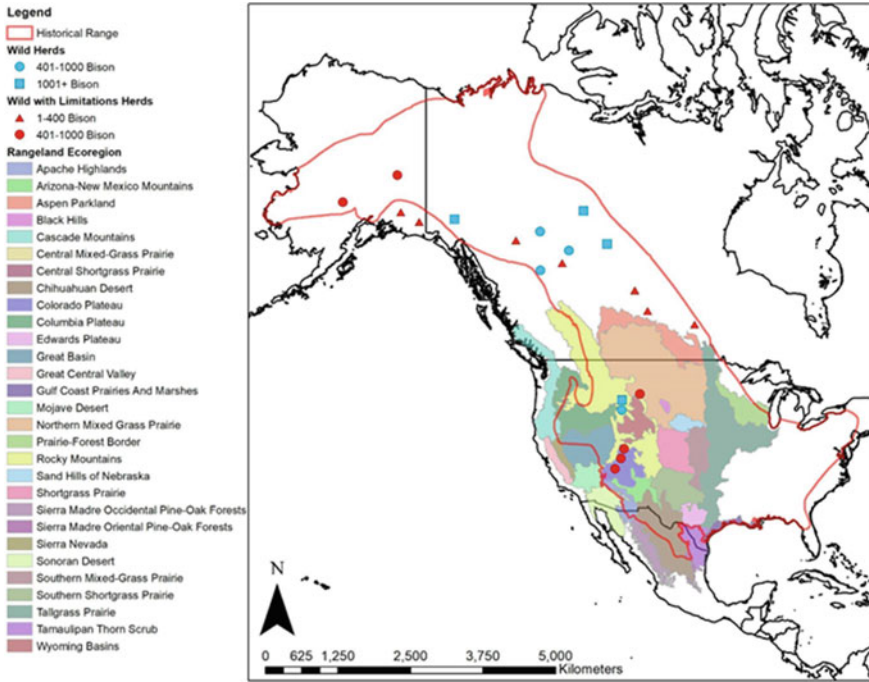 Legend
Historical Range
Wild Herds
401-1000 Bison
1001+ Bison
Wild with Limitations Herds
1-400 Bison
401-1000 Bison
Rangeland Ecoregion
Apache Highlands
Arizona-New Mexico Mountains
Aspen Parkland
Black Hills
Cascade Mountains
Central Mixed-Grass Prairie
Central Shortgrass Prairie
Chihuahuan Desert
Colorado Plateau
Columbia Plateau
Edwards Plateau
Great Basin
Great Central Valley
Gulf Coast Prairies And Marshes
Mojave Desert
Northern Mixed Grass Prairie
Prairie-Forest Border
Rocky Mountains
Sand Hills of Nebraska
Shortgrass Prairie
Sierra Madre Occidental Pine-Oak Forests
Sierra Madre Oriental Pine-Oak Forests
Sierra Nevada
Sonoran Desert
Southern Mixed-Grass Prairie
Southern Shortgrass Prairie
Tallgrass Prairie
Tamaulipan Thorn Scrub
Wyoming Basins
N
0 625 1,250 2,500 3,750 5,000
Kilometers